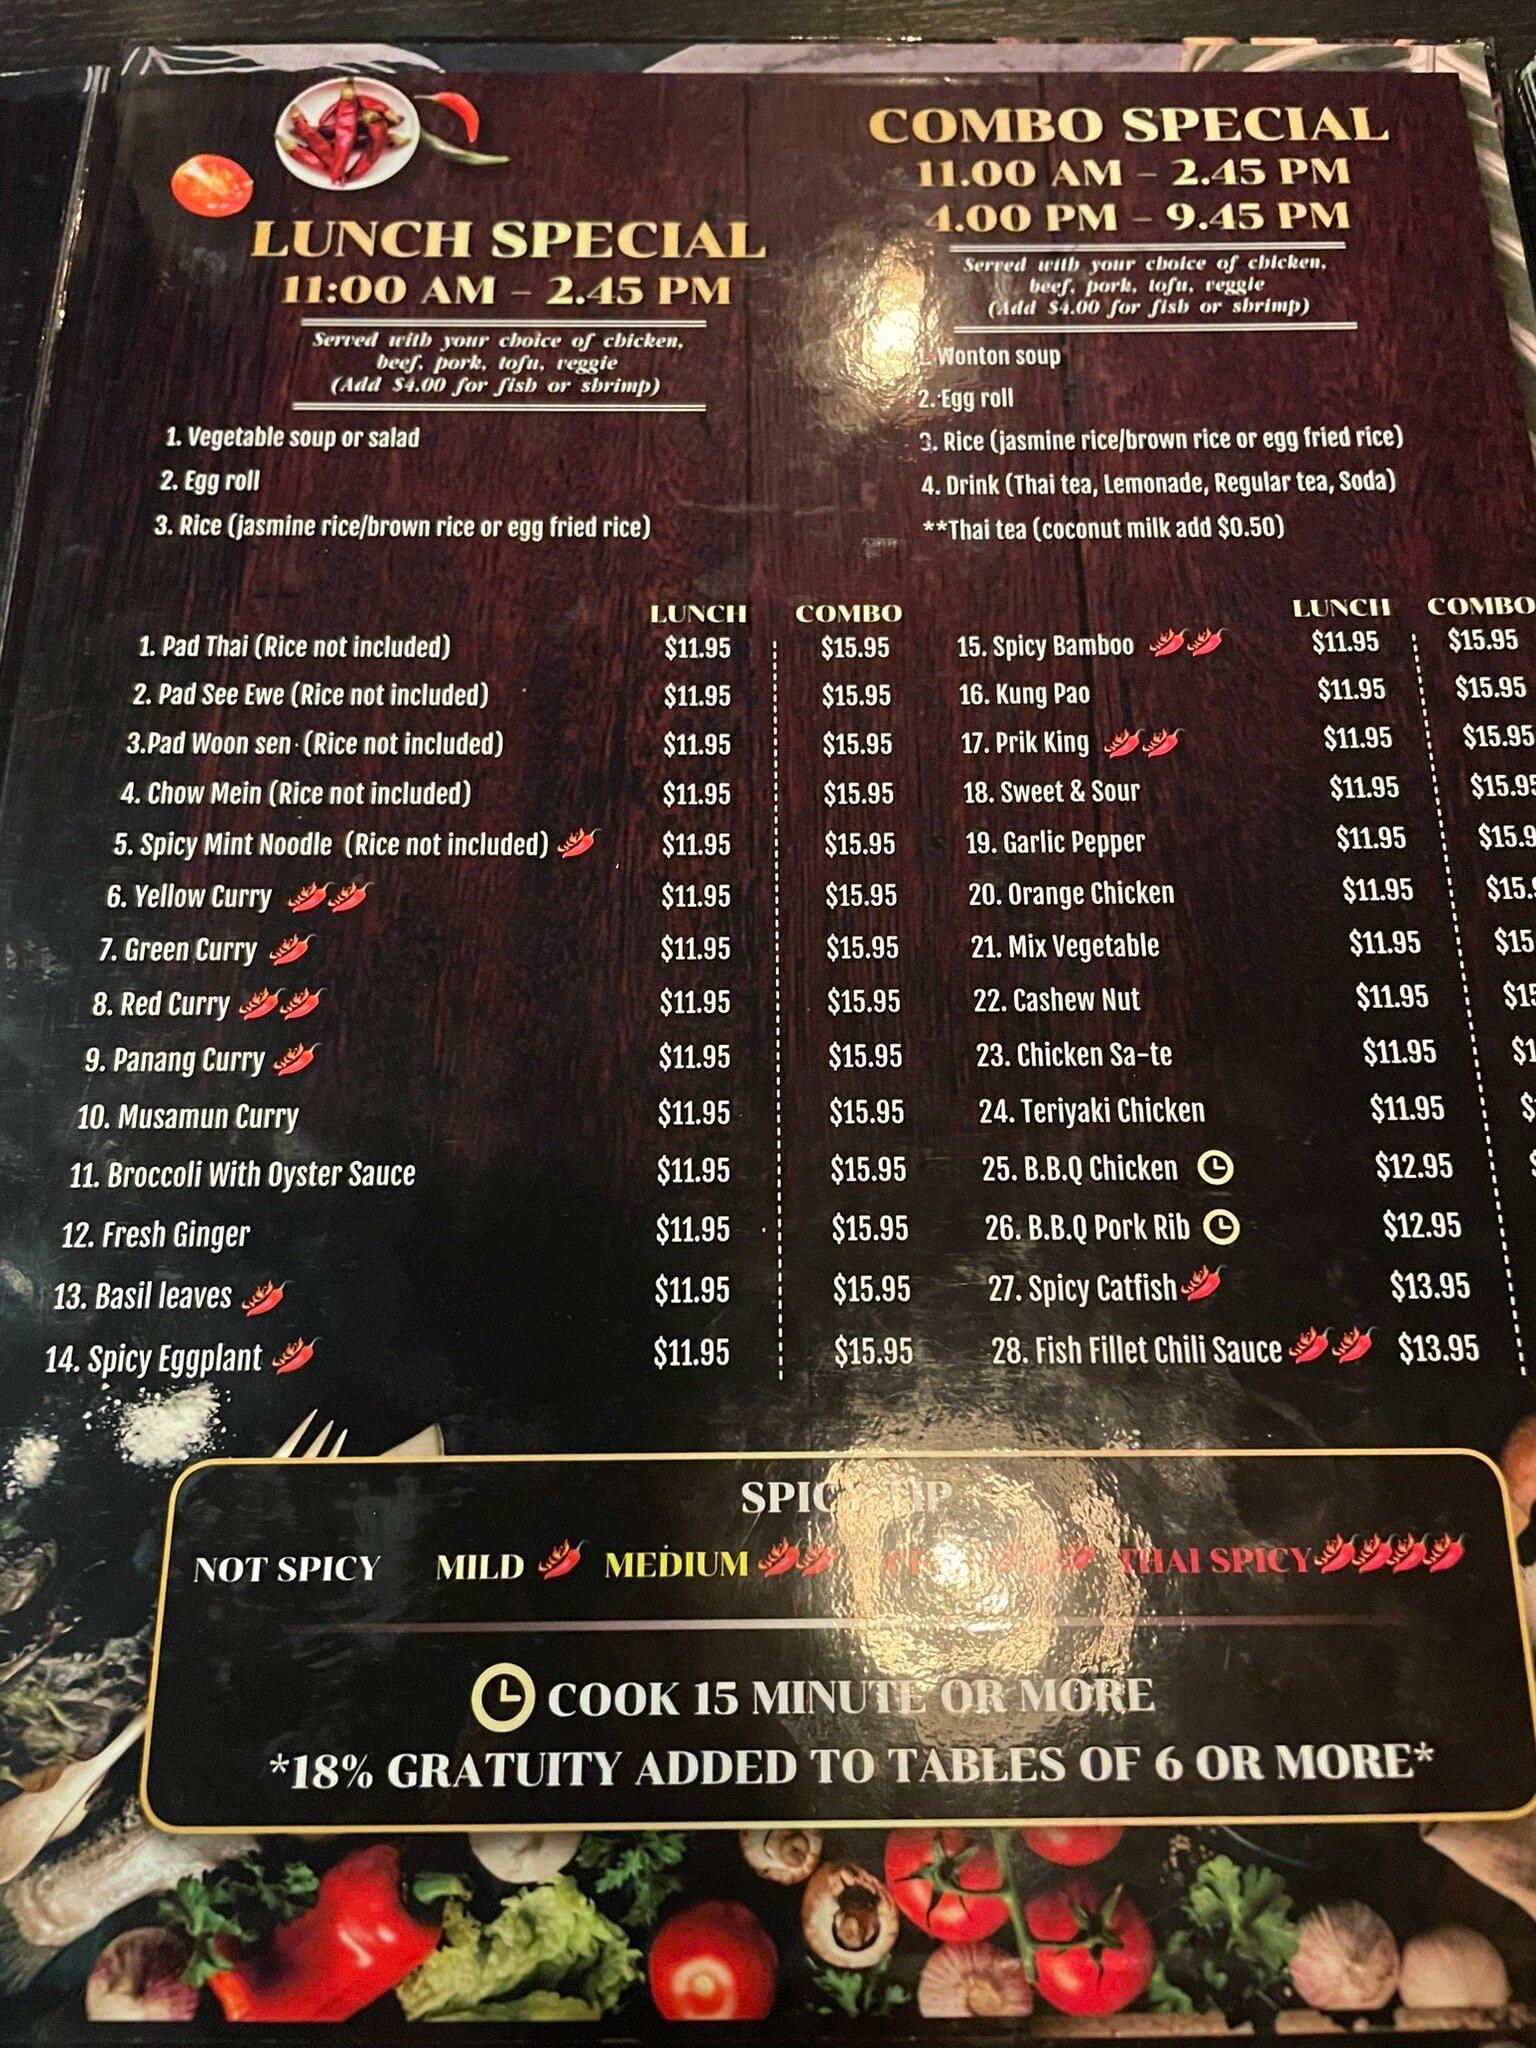 LUNCH SPECIAL
11:00 AM - 2.45 PM
Served with your choice of chicken,
beef, pork, tofu, veggie
(Add $4.00 for fish or shrimp)
1. Vegetable soup or salad
2. Egg roll
3. Rice (jasmine rice/brown rice or egg fried rice)
COMBO SPECIAL
11.00 AM - 2.45 PM
4.00 PM - 9.45 PM
Served with your choice of chicken,
beef, pork, tofu, veggie
(Add $4.00 for fish or shrimp)
1. Wonton soup
2. Egg roll
3. Rice (jasmine rice/brown rice or egg fried rice)
4. Drink (Thai tea, Lemonade, Regular tea, Soda)
**Thai tea (coconut milk add $0.50)
LUNCH COMBO
1. Pad Thai (Rice not included) $11.95 $15.95
2. Pad See Ewe (Rice not included) $11.95 $15.95
3.Pad Woon sen (Rice not included) $11.95 $15.95
4. Chow Mein (Rice not included) $11.95 $15.95
5. Spicy Mint Noodle (Rice not included) $11.95 $15.95
6. Yellow Curry $11.95 $15.95
7. Green Curry $11.95 $15.95
8. Red Curry $11.95 $15.95
9. Panang Curry $11.95 $15.95
10. Musamun Curry $11.95 $15.95
11. Broccoli With Oyster Sauce $11.95 $15.95
12. Fresh Ginger $11.95 $15.95
13. Basil leaves $11.95 $15.95
14. Spicy Eggplant $11.95 $15.95
LUNCH COMBO
15. Spicy Bamboo $11.95 $15.95
16. Kung Pao $11.95 $15.95
17. Prik King $11.95 $15.95
18. Sweet & Sour $11.95 $15.95
19. Garlic Pepper $11.95
20. Orange Chicken $11.95
21. Mix Vegetable $11.95
22. Cashew Nut $11.95
23. Chicken Sa-te $11.95
24. Teriyaki Chicken $11.95
25. B.B.Q Chicken $12.95
26. B.B.Q Pork Rib $12.95
27. Spicy Catfish $13.95
28. Fish Fillet Chili Sauce $13.95
SPICY TIP
NOT SPICY MILD MEDIUM THAI SPICY
COOK 15 MINUTE OR MORE
*18% GRATUITY ADDED TO TABLES OF 6 OR MORE*